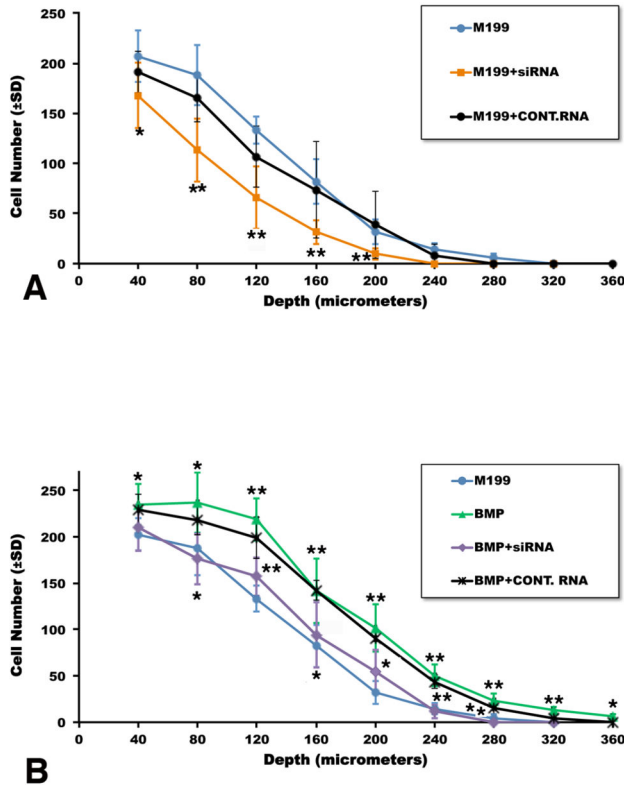 250
200
150
100
50
0
Cell Number (±SD)
M199
M199+siRNA
M199+CONT.RNA
*
**
**
**
**
0 40 80 120 160 200 240 280 320 360
Depth (micrometers)
A
250
200
150
100
50
0
Cell Number (±SD)
M199
BMP
BMP+siRNA
BMP+CONT. RNA
* * ** ** ** ** ** ** *
* ** * * ** **
0 40 80 120 160 200 240 280 320 360
Depth (micrometers)
B